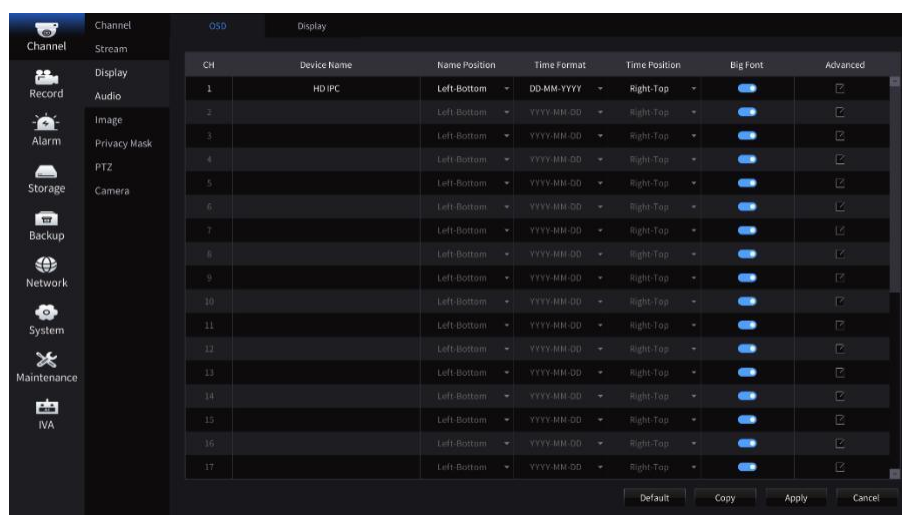 OSD Display
Channel
Channel
Stream
Display
Audio
Image
Privacy Mask
PTZ
Camera
Record
Alarm
Storage
Backup
Network
System
Maintenance
IVA
CH Device Name Name Position Time Format Time Position Big Font Advanced
1 HD IPC Left-Bottom DD-MM-YYYY Right-Top
2 Left-Bottom YYYY-MM-DD Right-Top
3 Left-Bottom YYYY-MM-DD Right-Top
4 Left-Bottom YYYY-MM-DD Right-Top
5 Left-Bottom YYYY-MM-DD Right-Top
6 Left-Bottom YYYY-MM-DD Right-Top
7 Left-Bottom YYYY-MM-DD Right-Top
8 Left-Bottom YYYY-MM-DD Right-Top
9 Left-Bottom YYYY-MM-DD Right-Top
10 Left-Bottom YYYY-MM-DD Right-Top
11 Left-Bottom YYYY-MM-DD Right-Top
12 Left-Bottom YYYY-MM-DD Right-Top
13 Left-Bottom YYYY-MM-DD Right-Top
14 Left-Bottom YYYY-MM-DD Right-Top
15 Left-Bottom YYYY-MM-DD Right-Top
16 Left-Bottom YYYY-MM-DD Right-Top
17 Left-Bottom YYYY-MM-DD Right-Top
Default Copy Apply Cancel